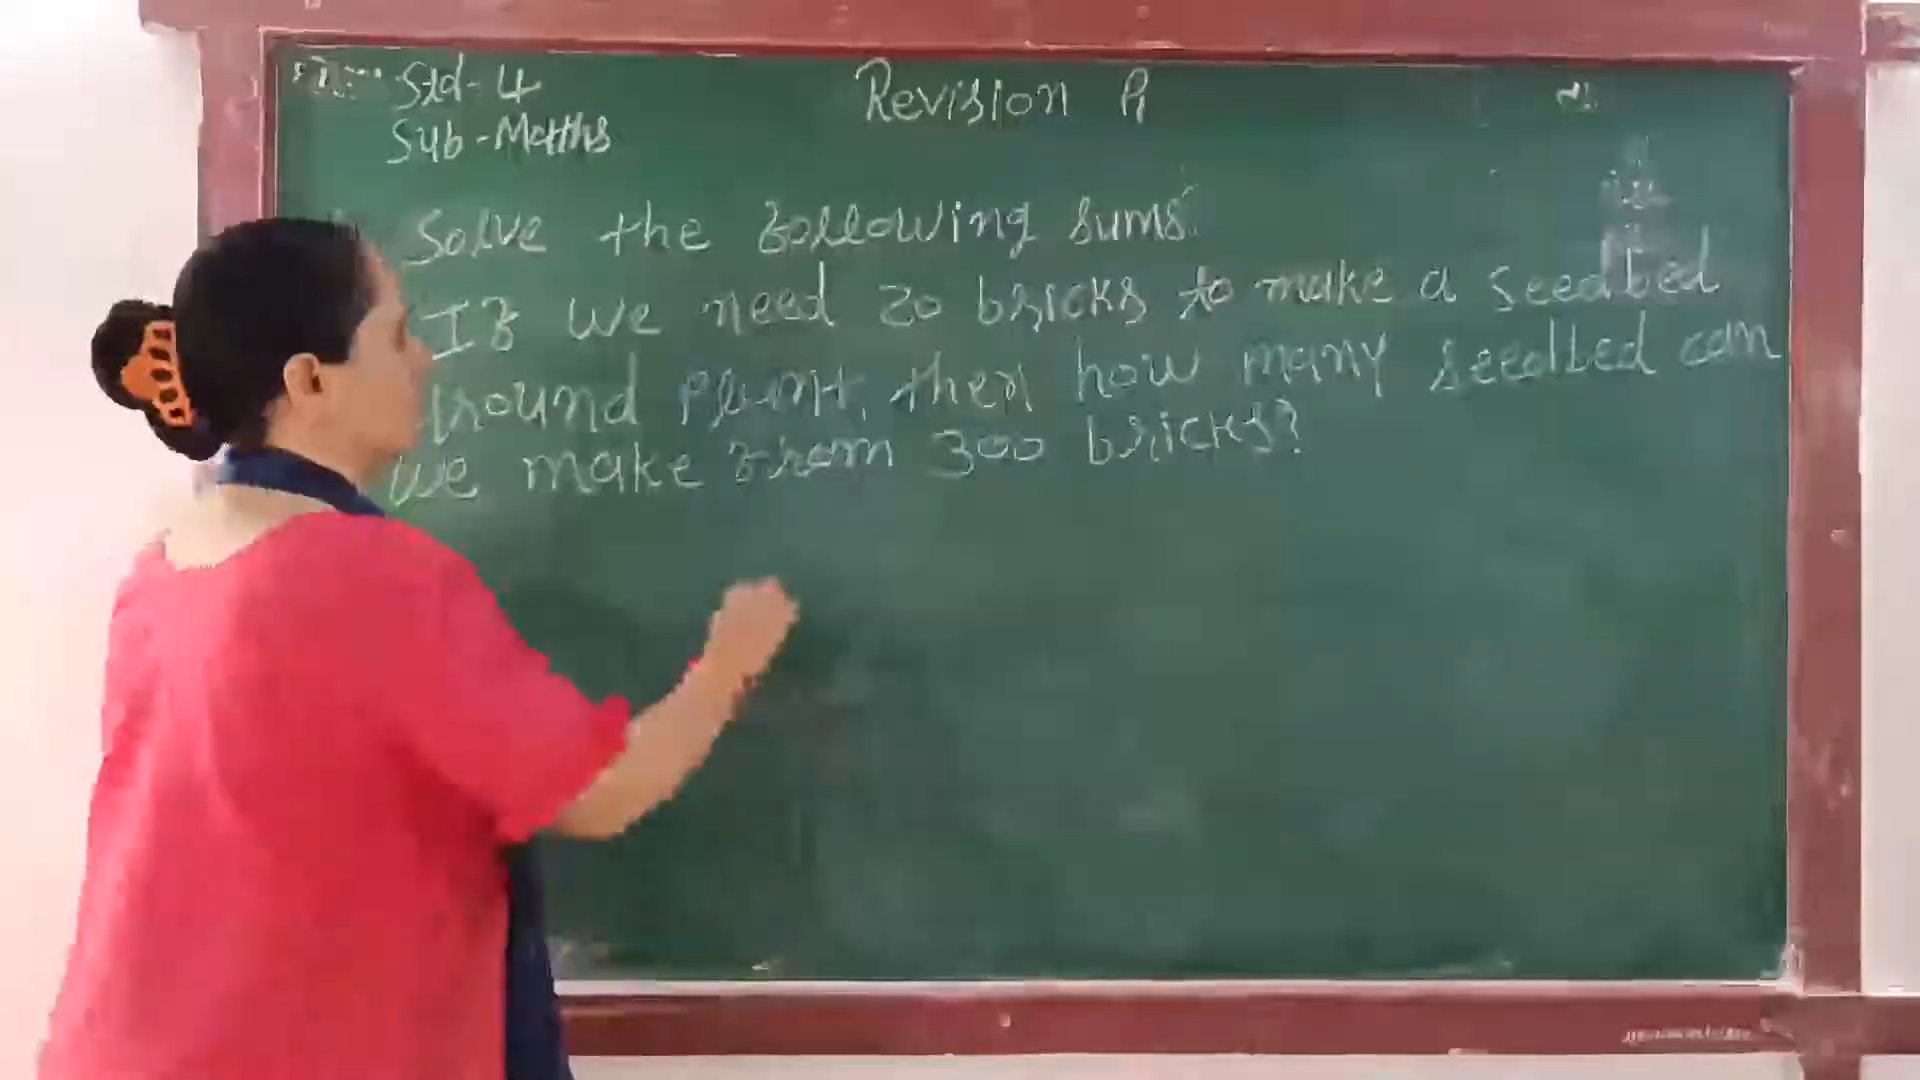 Std-4
Revision
Sub-Maths
Solve the following sums.
If we need 20 bricks to make a seedbed
round plant, then how many seedbed can
we make from 300 bricks?